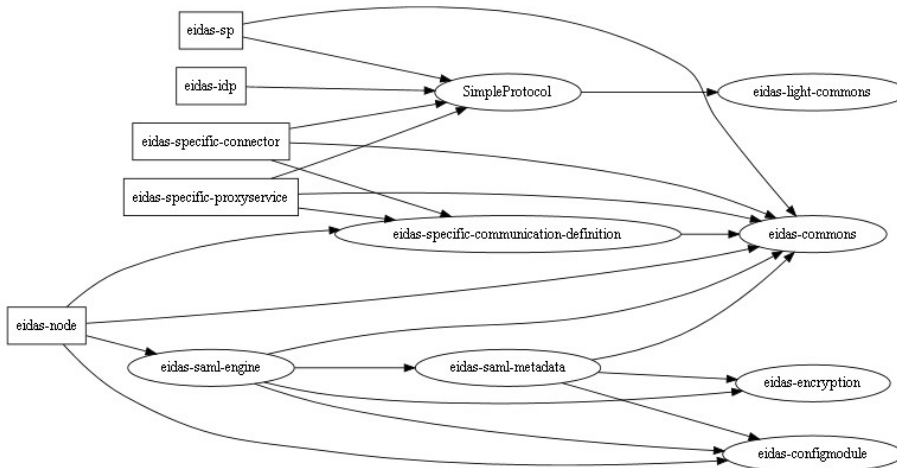 eidas-sp
eidas-idp
SimpleProtocol
eidas-light-commons
eidas-specific-connector
eidas-specific-proxyservice
eidas-specific-communication-definition
eidas-commons
eidas-node
eidas-saml-engine
eidas-saml-metadata
eidas-encryption
eidas-configmodule